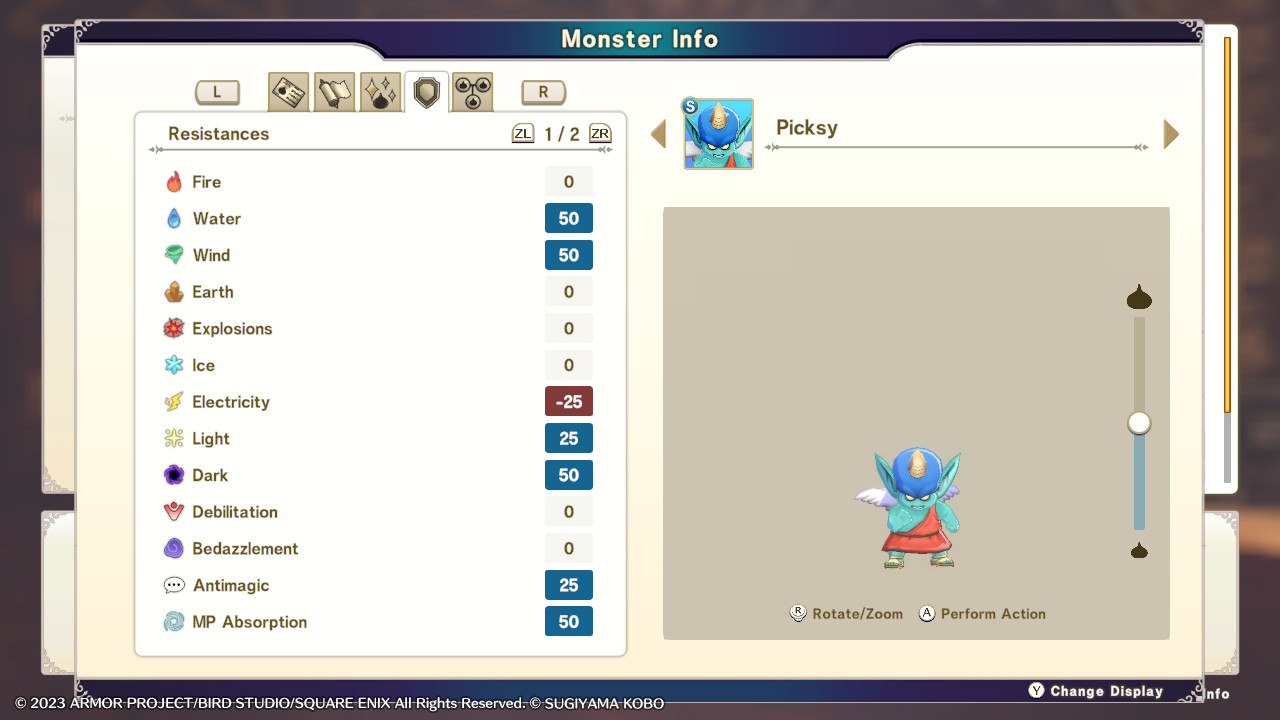 Monster Info
L
R
Resistances
ZL 1 / 2 ZR
Fire 0
Water 50
Wind 50
Earth 0
Explosions 0
Ice 0
Electricity -25
Light 25
Dark 50
Debilitation 0
Bedazzlement 0
Antimagic 25
MP Absorption 50
S
Picksy
R Rotate/Zoom A Perform Action
Y Change Display
Info
© 2023 ARMOR PROJECT/BIRD STUDIO/SQUARE ENIX All Rights Reserved. © SUGIYAMA KOBO